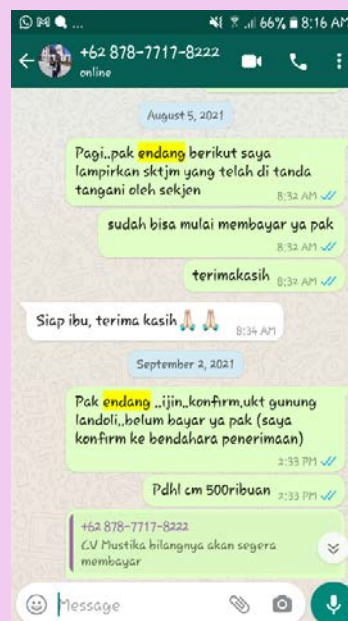 66% 8:16 AM
+62 878-7717-8222
online
August 5, 2021
Pagi..pak endang berikut saya
lampirkan sktjm yang telah di tanda
tangani oleh sekjen
8:32 AM
sudah bisa mulai membayar ya pak
8:32 AM
terimakasih 8:32 AM
Siap ibu, terima kasih🙏🏻 🙏🏻
8:34 AM
September 2, 2021
Pak endang ..ijin..konfirm,ukt gunung
landoli,,belum bayar ya pak (saya
konfirm ke bendahara penerimaan)
2:33 PM
Pdhl cm 500ribuan 2:33 PM
+62 878-7717-8222
CV Mustika bilangnya akan segera
membayar
Message